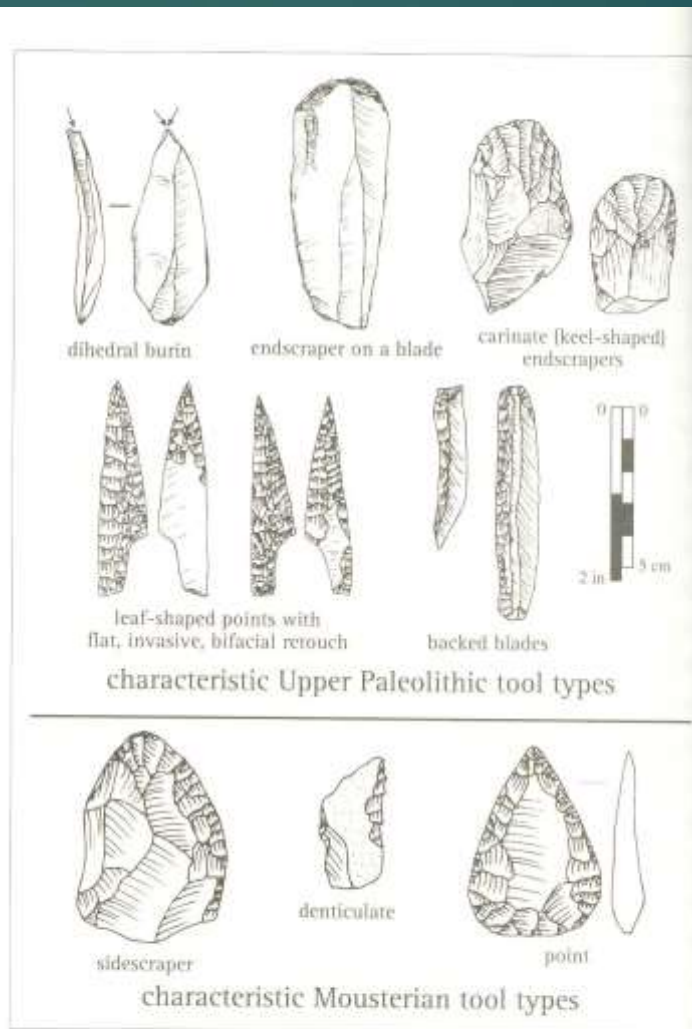 dihedral burin
endscraper on a blade
carinate (keel-shaped)
endscrapers
0 0
2 in 5 cm
leaf-shaped points with
flat, invasive, bifacial retouch
backed blades
characteristic Upper Paleolithic tool types
sidescraper
denticulate
point
characteristic Mousterian tool types